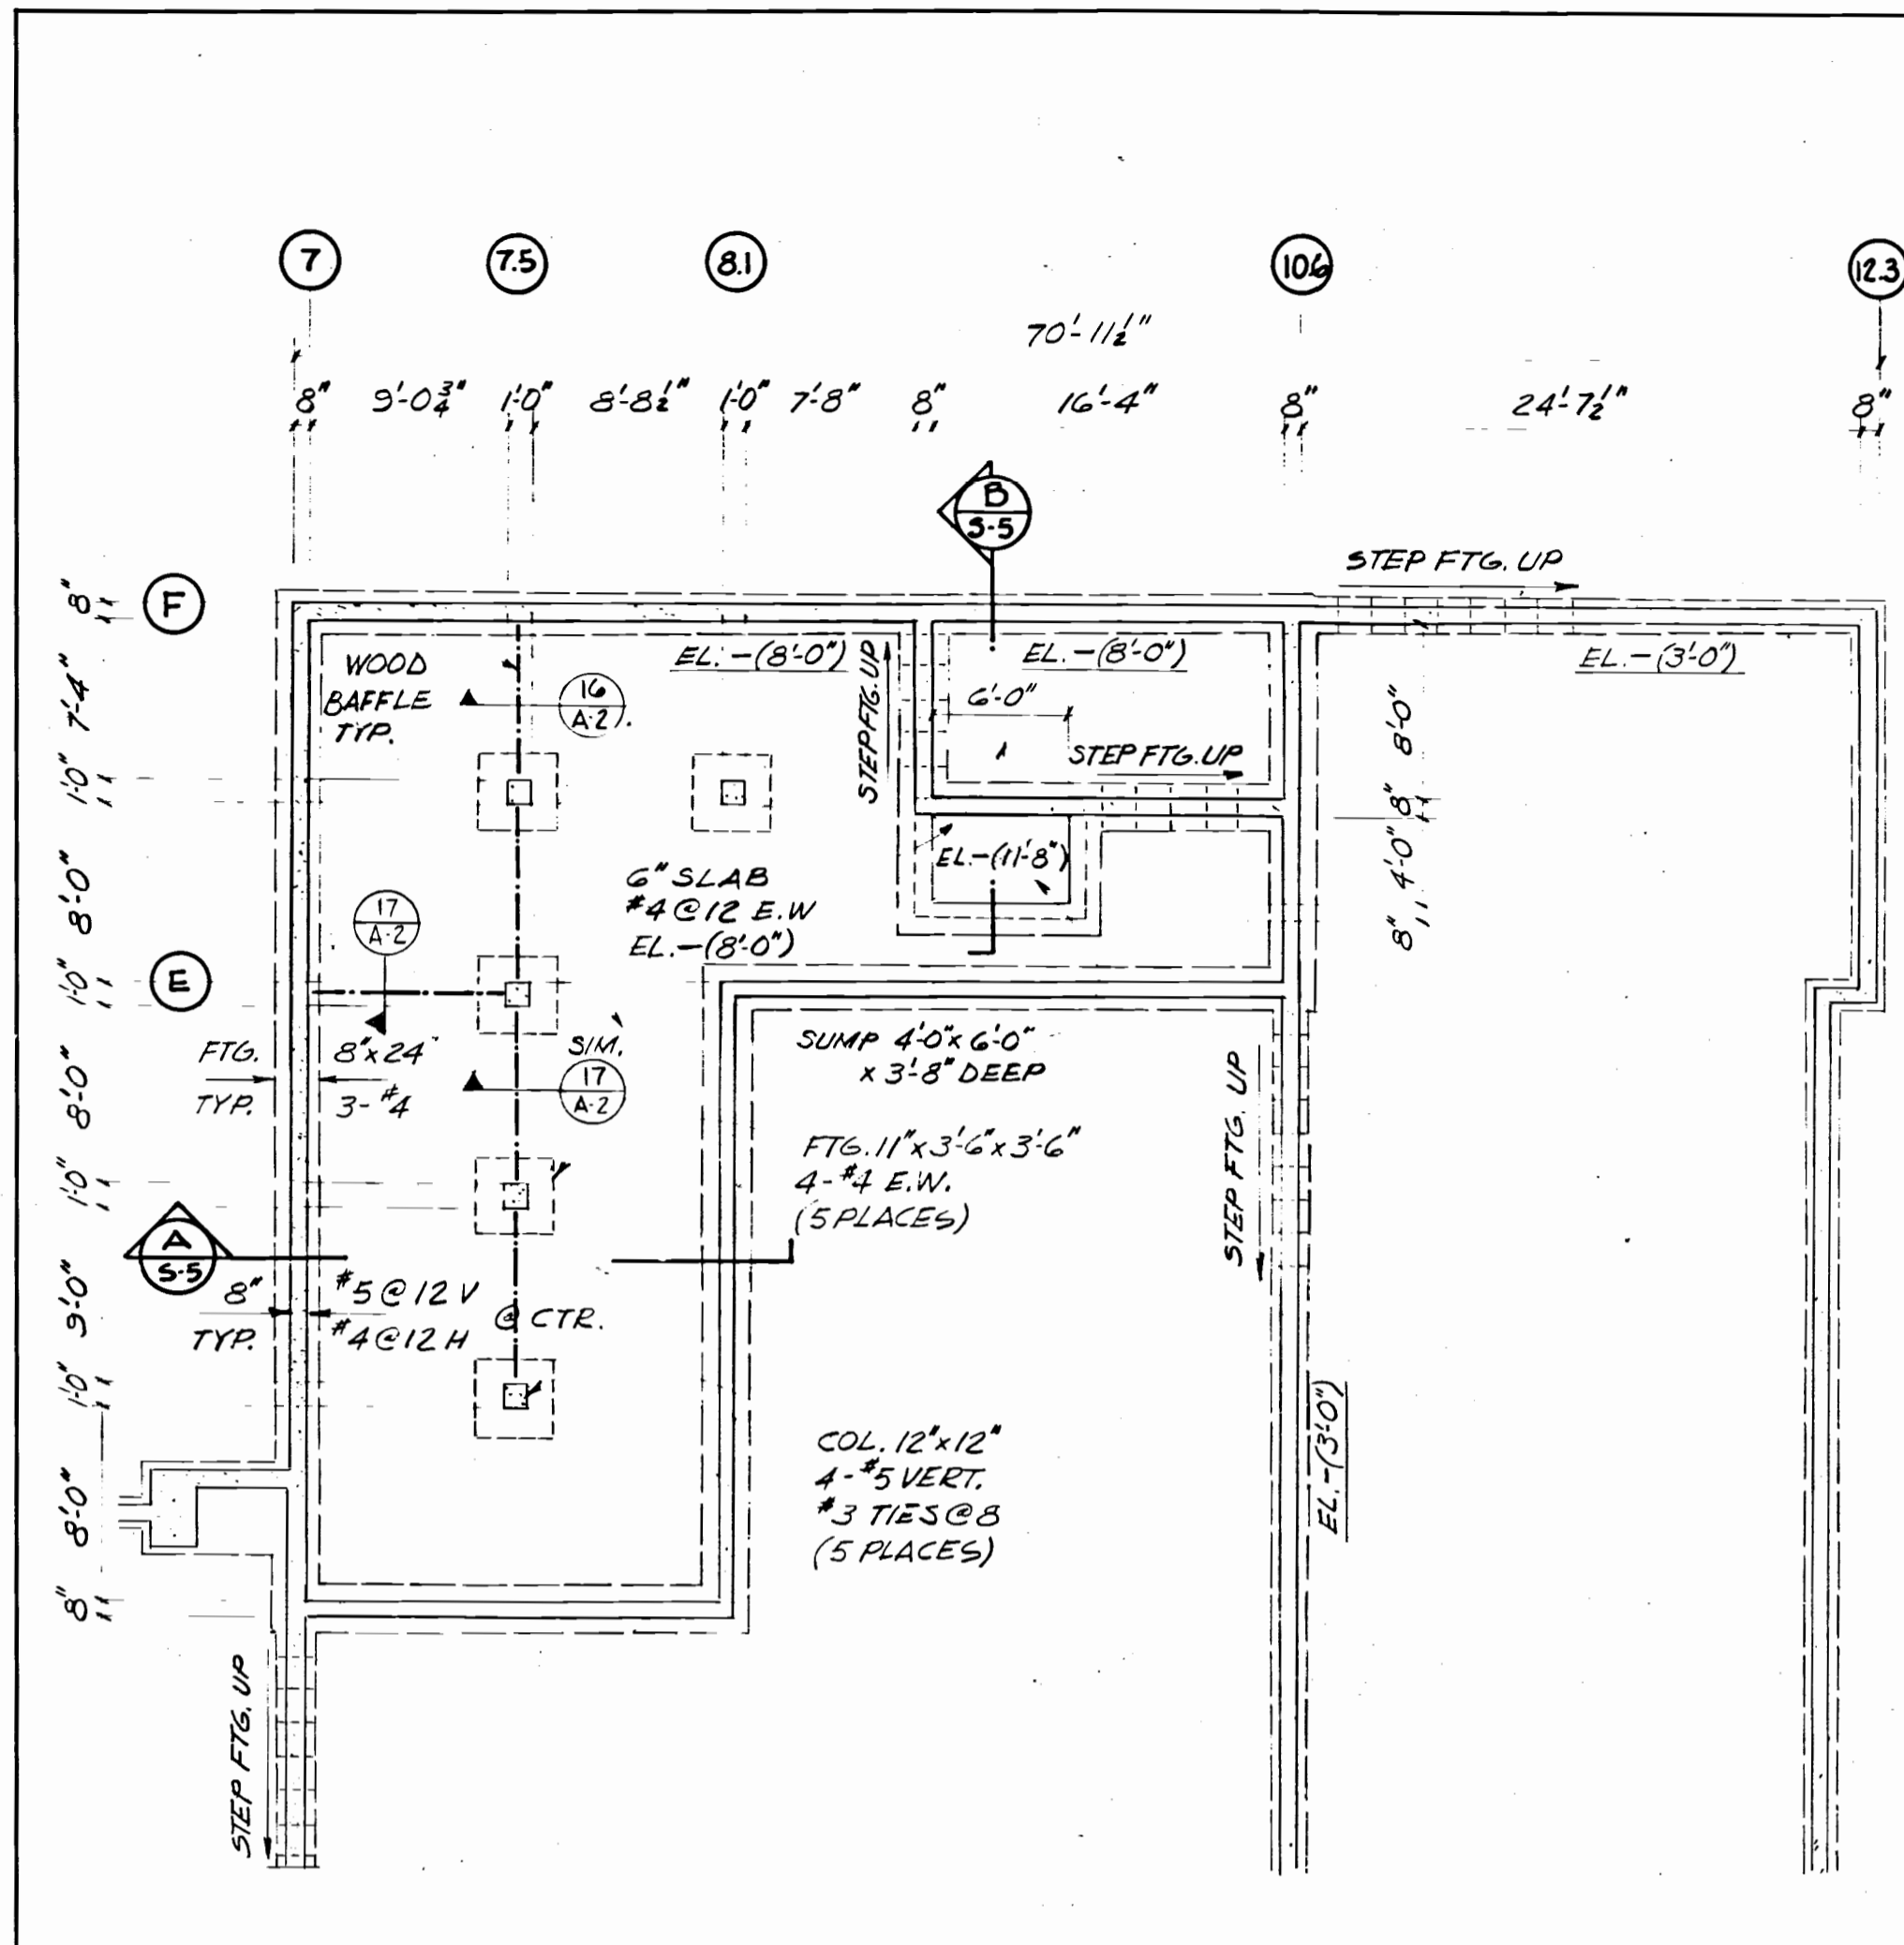 7 7.5 8.1 10.6 12.3
70'-11½"
8" 9'-0¾" 1'-0" 8'-8½" 1'-0" 7'-8" 8" 16'-4" 8" 24'-7½" 8"
B
S-5
STEP FTG. UP
F
8"
7'-4"
1'-0"
8'-0"
1'-0"
8'-0"
1'-0"
9'-0"
1'-0"
8'-0"
8"
WOOD
BAFFLE
TYP.
16
A-2
EL. -(8'-0")
STEP FTG. UP
EL. -(8'-0")
6'-0"
STEP FTG. UP
EL. -(3'-0")
8'-0"
8"
4'-0"
8"
EL. -(11'-8")
6" SLAB
#4 @ 12 E.W
EL. -(8'-0")
17
A-2
E
FTG.
TYP.
8" x 24"
3- #4
SIM.
17
A-2
SUMP 4'-0" x 6'-0"
x 3'-8" DEEP
FTG. 11" x 3'-6" x 3'-6"
4- #4 E.W.
(5 PLACES)
STEP FTG. UP
A
S-5
8"
TYP.
#5 @ 12 V
#4 @ 12 H
@ CTR.
COL. 12" x 12"
4- #5 VERT.
#3 TIES @ 8
(5 PLACES)
EL. -(3'-0")
STEP FTG. UP